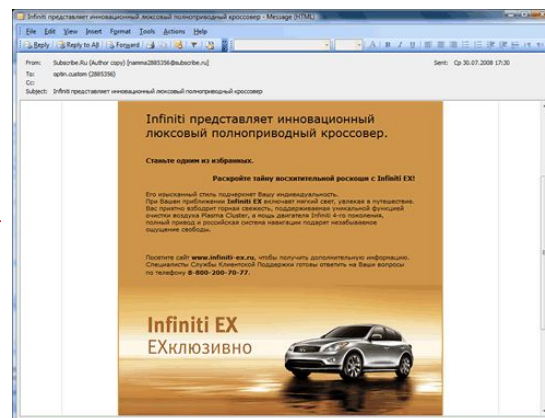 Infiniti представляет инновационный люксовый полноприводный кроссовер - Message (HTML)
File Edit View Insert Format Tools Actions Help
Reply Reply to All Forward
From: Subscribe.Ru (Author copy) [namma2885356@subscribe.ru]
Sent: Ср 30.07.2008 17:30
To: optin.custom (2885356)
Cc:
Subject: Infiniti представляет инновационный люксовый полноприводный кроссовер
Infiniti представляет инновационный
люксовый полноприводный кроссовер.
Станьте одним из избранных.
Раскройте тайну восхитительной роскоши с Infiniti EX!
Его изысканный стиль подчеркнет Вашу индивидуальность.
При Вашем приближении Infiniti EX включает мягкий свет, увлекая в путешествие.
Вас приятно взбодрит горная свежесть, поддерживаемая уникальной функцией
очистки воздуха Plasma Cluster, а мощь двигателя Infiniti 4-го поколения,
полный привод и российская система навигации подарят незабываемое
ощущение свободы.
Посетите сайт www.infiniti-ex.ru, чтобы получить дополнительную информацию.
Специалисты Службы Клиентской Поддержки готовы ответить на Ваши вопросы
по телефону 8-800-200-70-77.
Infiniti EX
EXклюзивно